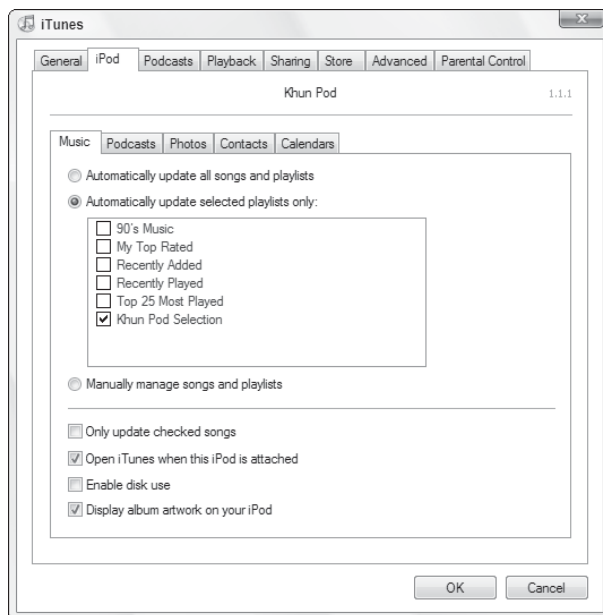 iTunes
General iPod Podcasts Playback Sharing Store Advanced Parental Control
Khun Pod 1.1.1
Music Podcasts Photos Contacts Calendars
Automatically update all songs and playlists
Automatically update selected playlists only:
90's Music
My Top Rated
Recently Added
Recently Played
Top 25 Most Played
Khun Pod Selection
Manually manage songs and playlists
Only update checked songs
Open iTunes when this iPod is attached
Enable disk use
Display album artwork on your iPod
OK Cancel